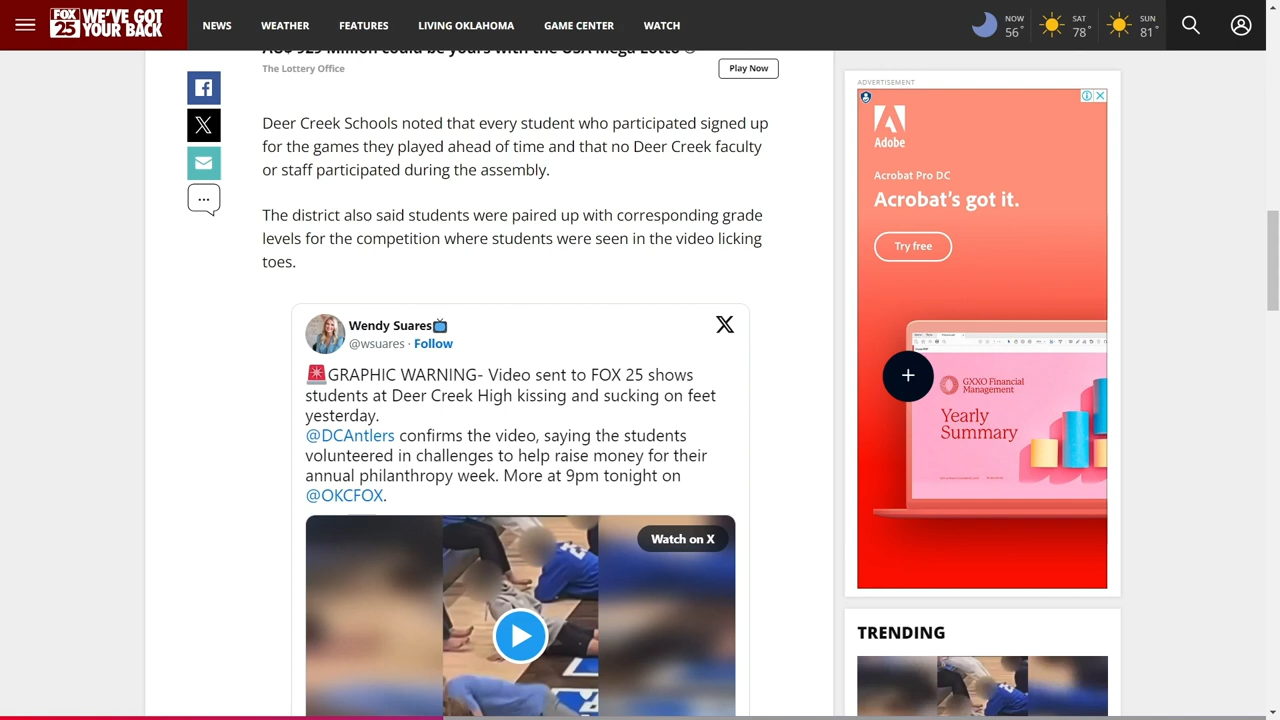 FOX 25 WE'VE GOT YOUR BACK
NEWS
WEATHER
FEATURES
LIVING OKLAHOMA
GAME CENTER
WATCH
NOW 56°
SAT 78°
SUN 81°
The Lottery Office
Play Now
Deer Creek Schools noted that every student who participated signed up
for the games they played ahead of time and that no Deer Creek faculty
or staff participated during the assembly.
The district also said students were paired up with corresponding grade
levels for the competition where students were seen in the video licking
toes.
Wendy Suares
@wsuares · Follow
GRAPHIC WARNING- Video sent to FOX 25 shows
students at Deer Creek High kissing and sucking on feet
yesterday.
@DCAntlers confirms the video, saying the students
volunteered in challenges to help raise money for their
annual philanthropy week. More at 9pm tonight on
@OKCFOX.
Watch on X
ADVERTISEMENT
Adobe
Acrobat Pro DC
Acrobat's got it.
Try free
GXXO Financial
Management
Yearly
Summary
TRENDING